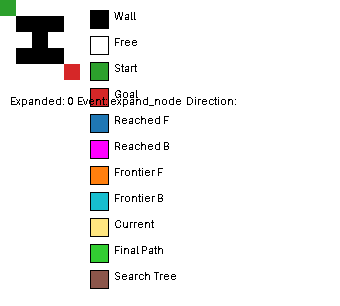 Wall
Free
Start
Goal
Expanded: 0 Event: expand_node Direction:
Reached F
Reached B
Frontier F
Frontier B
Current
Final Path
Search Tree